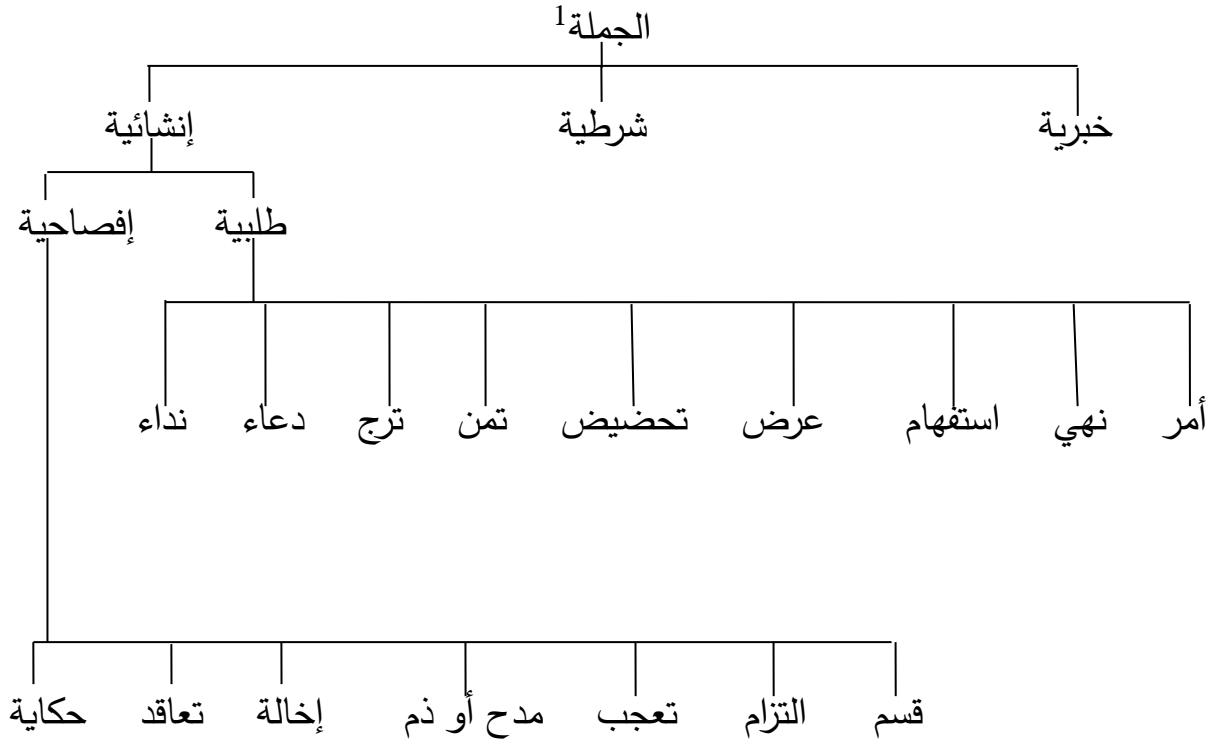 الجملة1
خبرية شرطية إنشائية
طلبية إفصاحية
أمر نهي استفهام عرض تحضيض تمن ترج دعاء نداء
قسم التزام تعجب مدح أو ذم إخالة تعاقد حكاية